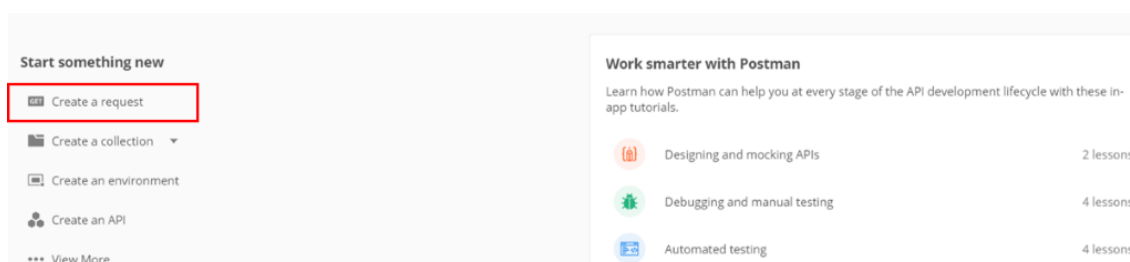 Start something new
GET Create a request
Create a collection
Create an environment
Create an API
View More
Work smarter with Postman
Learn how Postman can help you at every stage of the API development lifecycle with these in-
app tutorials.
Designing and mocking APIs 2 lessons
Debugging and manual testing 4 lessons
Automated testing 4 lessons